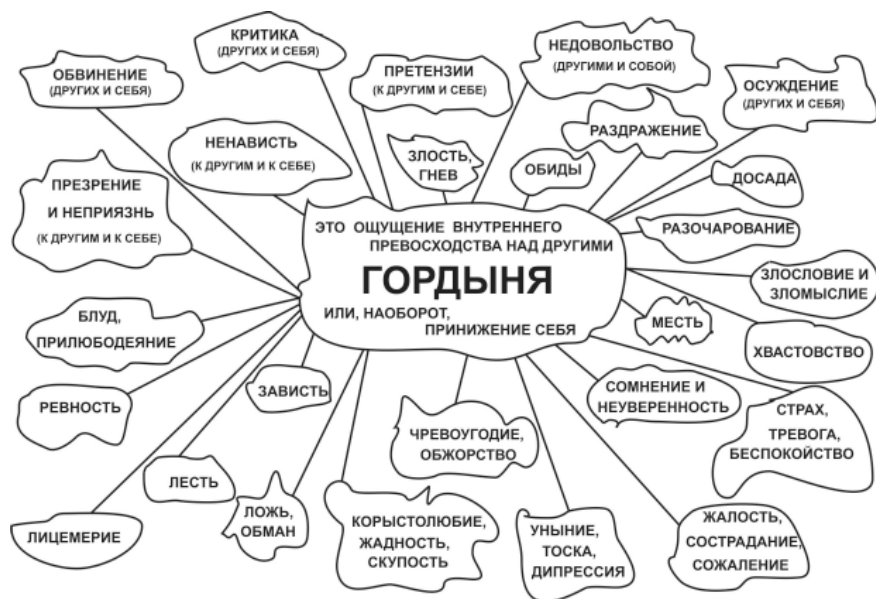 КРИТИКА
(ДРУГИХ И СЕБЯ)
НЕДОВОЛЬСТВО
(ДРУГИМИ И СОБОЙ)
ОБВИНЕНИЕ
(ДРУГИХ И СЕБЯ)
ПРЕТЕНЗИИ
(К ДРУГИМ И СЕБЕ)
ОСУЖДЕНИЕ
(ДРУГИХ И СЕБЯ)
НЕНАВИСТЬ
(К ДРУГИМ И К СЕБЕ)
ЗЛОСТЬ,
ГНЕВ
ОБИДЫ
РАЗДРАЖЕНИЕ
ДОСАДА
ПРЕЗРЕНИЕ
И НЕПРИЯЗНЬ
(К ДРУГИМ И К СЕБЕ)
ЭТО ОЩУЩЕНИЕ ВНУТРЕННЕГО
ПРЕВОСХОДСТВА НАД ДРУГИМИ
ГОРДЫНЯ
ИЛИ, НАОБОРОТ,
ПРИНИЖЕНИЕ СЕБЯ
РАЗОЧАРОВАНИЕ
ЗЛОСЛОВИЕ И
ЗЛОМЫСЛИЕ
БЛУД,
ПРИЛЮБОДЕЯНИЕ
МЕСТЬ
ХВАСТОВСТВО
РЕВНОСТЬ
ЗАВИСТЬ
СОМНЕНИЕ И
НЕУВЕРЕННОСТЬ
СТРАХ,
ТРЕВОГА,
БЕСПОКОЙСТВО
ЧРЕВОУГОДИЕ,
ОБЖОРСТВО
ЛЕСТЬ
ЛИЦЕМЕРИЕ
ЛОЖЬ,
ОБМАН
КОРЫСТОЛЮБИЕ,
ЖАДНОСТЬ,
СКУПОСТЬ
УНЫНИЕ,
ТОСКА,
ДИПРЕССИЯ
ЖАЛОСТЬ,
СОСТРАДАНИЕ,
СОЖАЛЕНИЕ